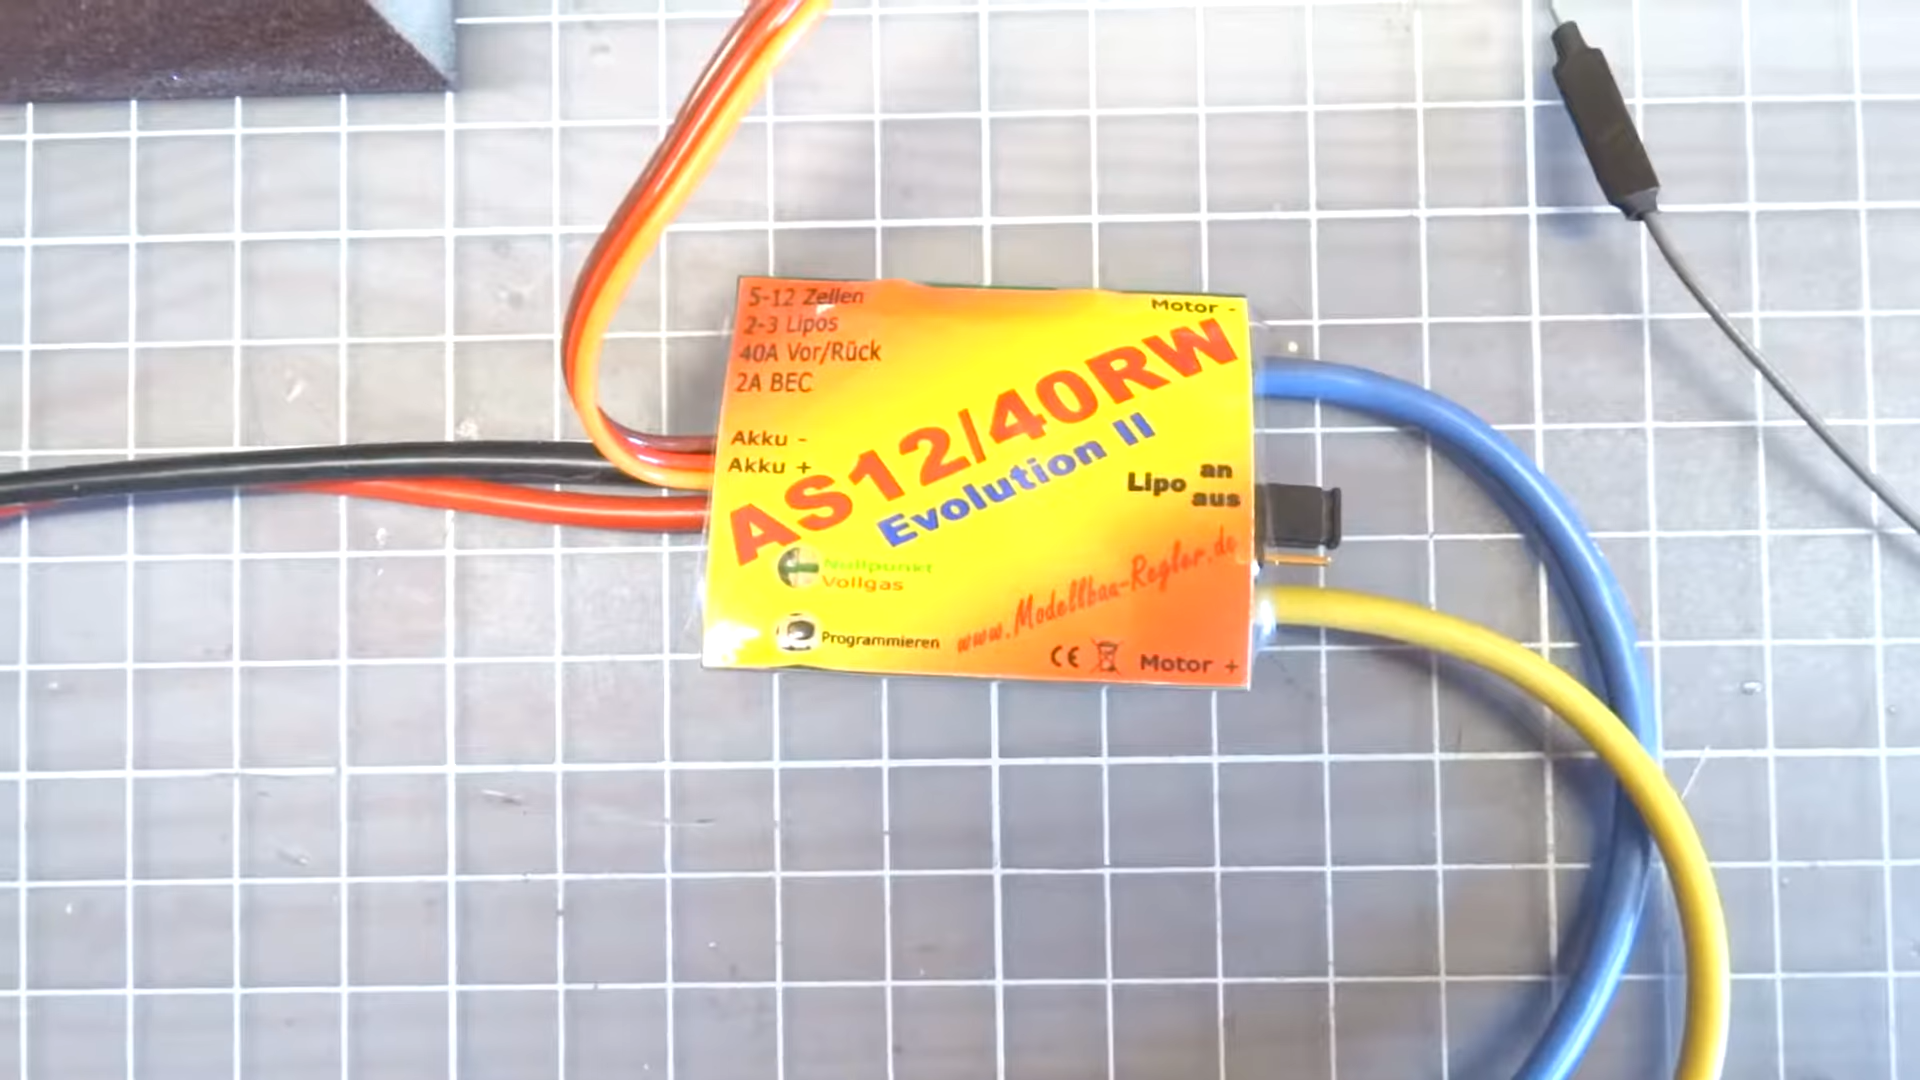 5-12 Zellen
2-3 Lipos
40A Vor/Rück
2A BEC
Motor -
Akku -
Akku +
AS12/40RW
Evolution II
Lipo an
aus
Nullpunkt
Vollgas
Programmieren
www.Modellbau-Regler.de
CE
Motor +